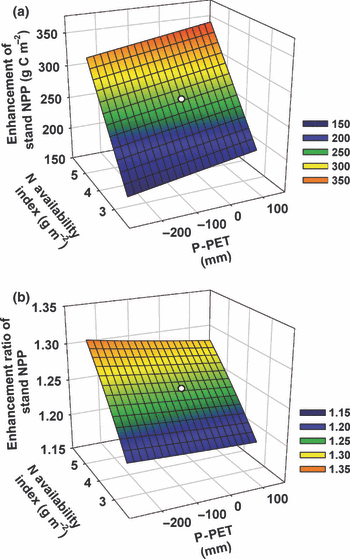 (a)
Enhancement of
stand NPP (g C m⁻²)
350
300
250
200
150
5
4
3
N availability
index (g m⁻²)
−200
−100
0
100
P-PET
(mm)
150
200
250
300
350
(b)
Enhancement ratio of
stand NPP
1.35
1.30
1.25
1.20
1.15
5
4
3
N availability
index (g m⁻²)
−200
−100
0
100
P-PET
(mm)
1.15
1.20
1.25
1.30
1.35